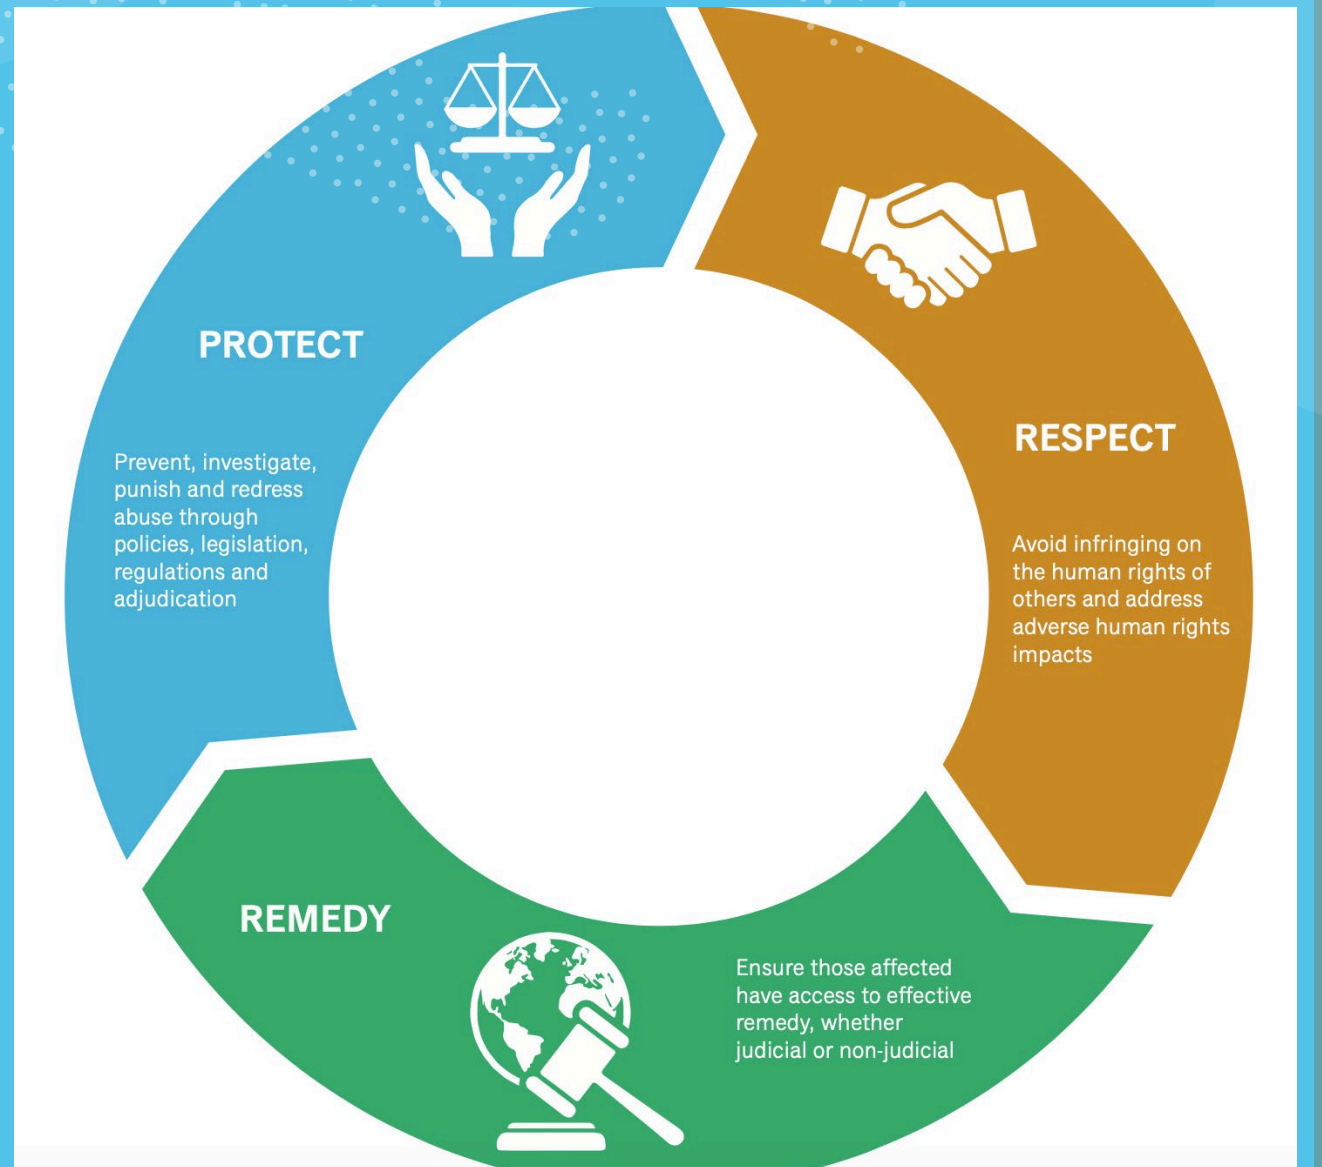 PROTECT
Prevent, investigate,
punish and redress
abuse through
policies, legislation,
regulations and
adjudication
RESPECT
Avoid infringing on
the human rights of
others and address
adverse human rights
impacts
REMEDY
Ensure those affected
have access to effective
remedy, whether
judicial or non-judicial